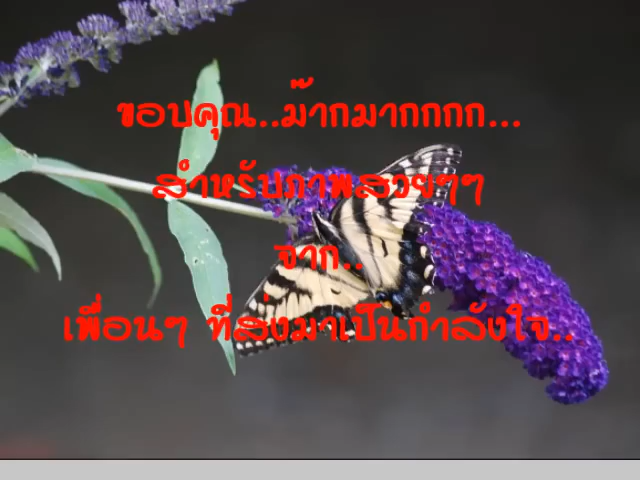 ขอบคุณ..ม๊ากมากกกก...
สำหรับภาพสวยๆๆ
จาก..
เพื่อนๆ ที่ส่งมาเป็นกำลังใจ..